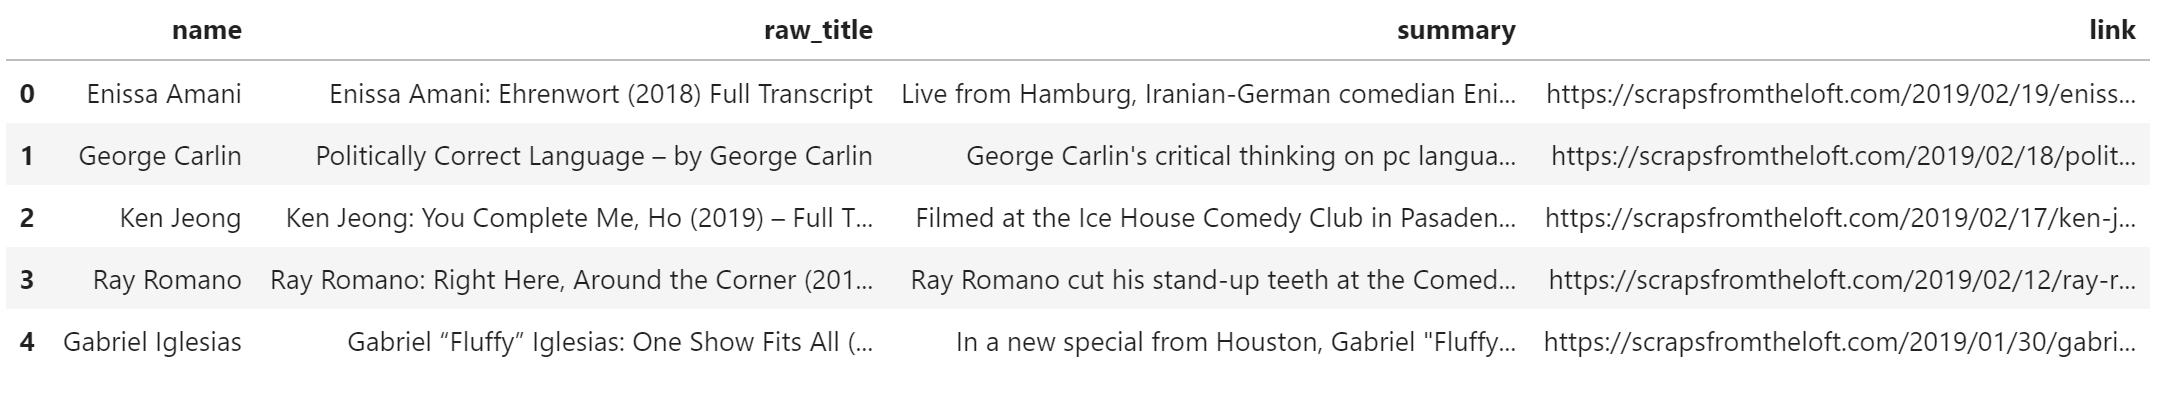 name raw_title summary link
0 Enissa Amani Enissa Amani: Ehrenwort (2018) Full Transcript Live from Hamburg, Iranian-German comedian Eni... https://scrapsfromtheloft.com/2019/02/19/eniss...
1 George Carlin Politically Correct Language – by George Carlin George Carlin's critical thinking on pc langua... https://scrapsfromtheloft.com/2019/02/18/polit...
2 Ken Jeong Ken Jeong: You Complete Me, Ho (2019) – Full T... Filmed at the Ice House Comedy Club in Pasaden... https://scrapsfromtheloft.com/2019/02/17/ken-j...
3 Ray Romano Ray Romano: Right Here, Around the Corner (201... Ray Romano cut his stand-up teeth at the Comed... https://scrapsfromtheloft.com/2019/02/12/ray-r...
4 Gabriel Iglesias Gabriel “Fluffy” Iglesias: One Show Fits All (... In a new special from Houston, Gabriel "Fluffy... https://scrapsfromtheloft.com/2019/01/30/gabri...